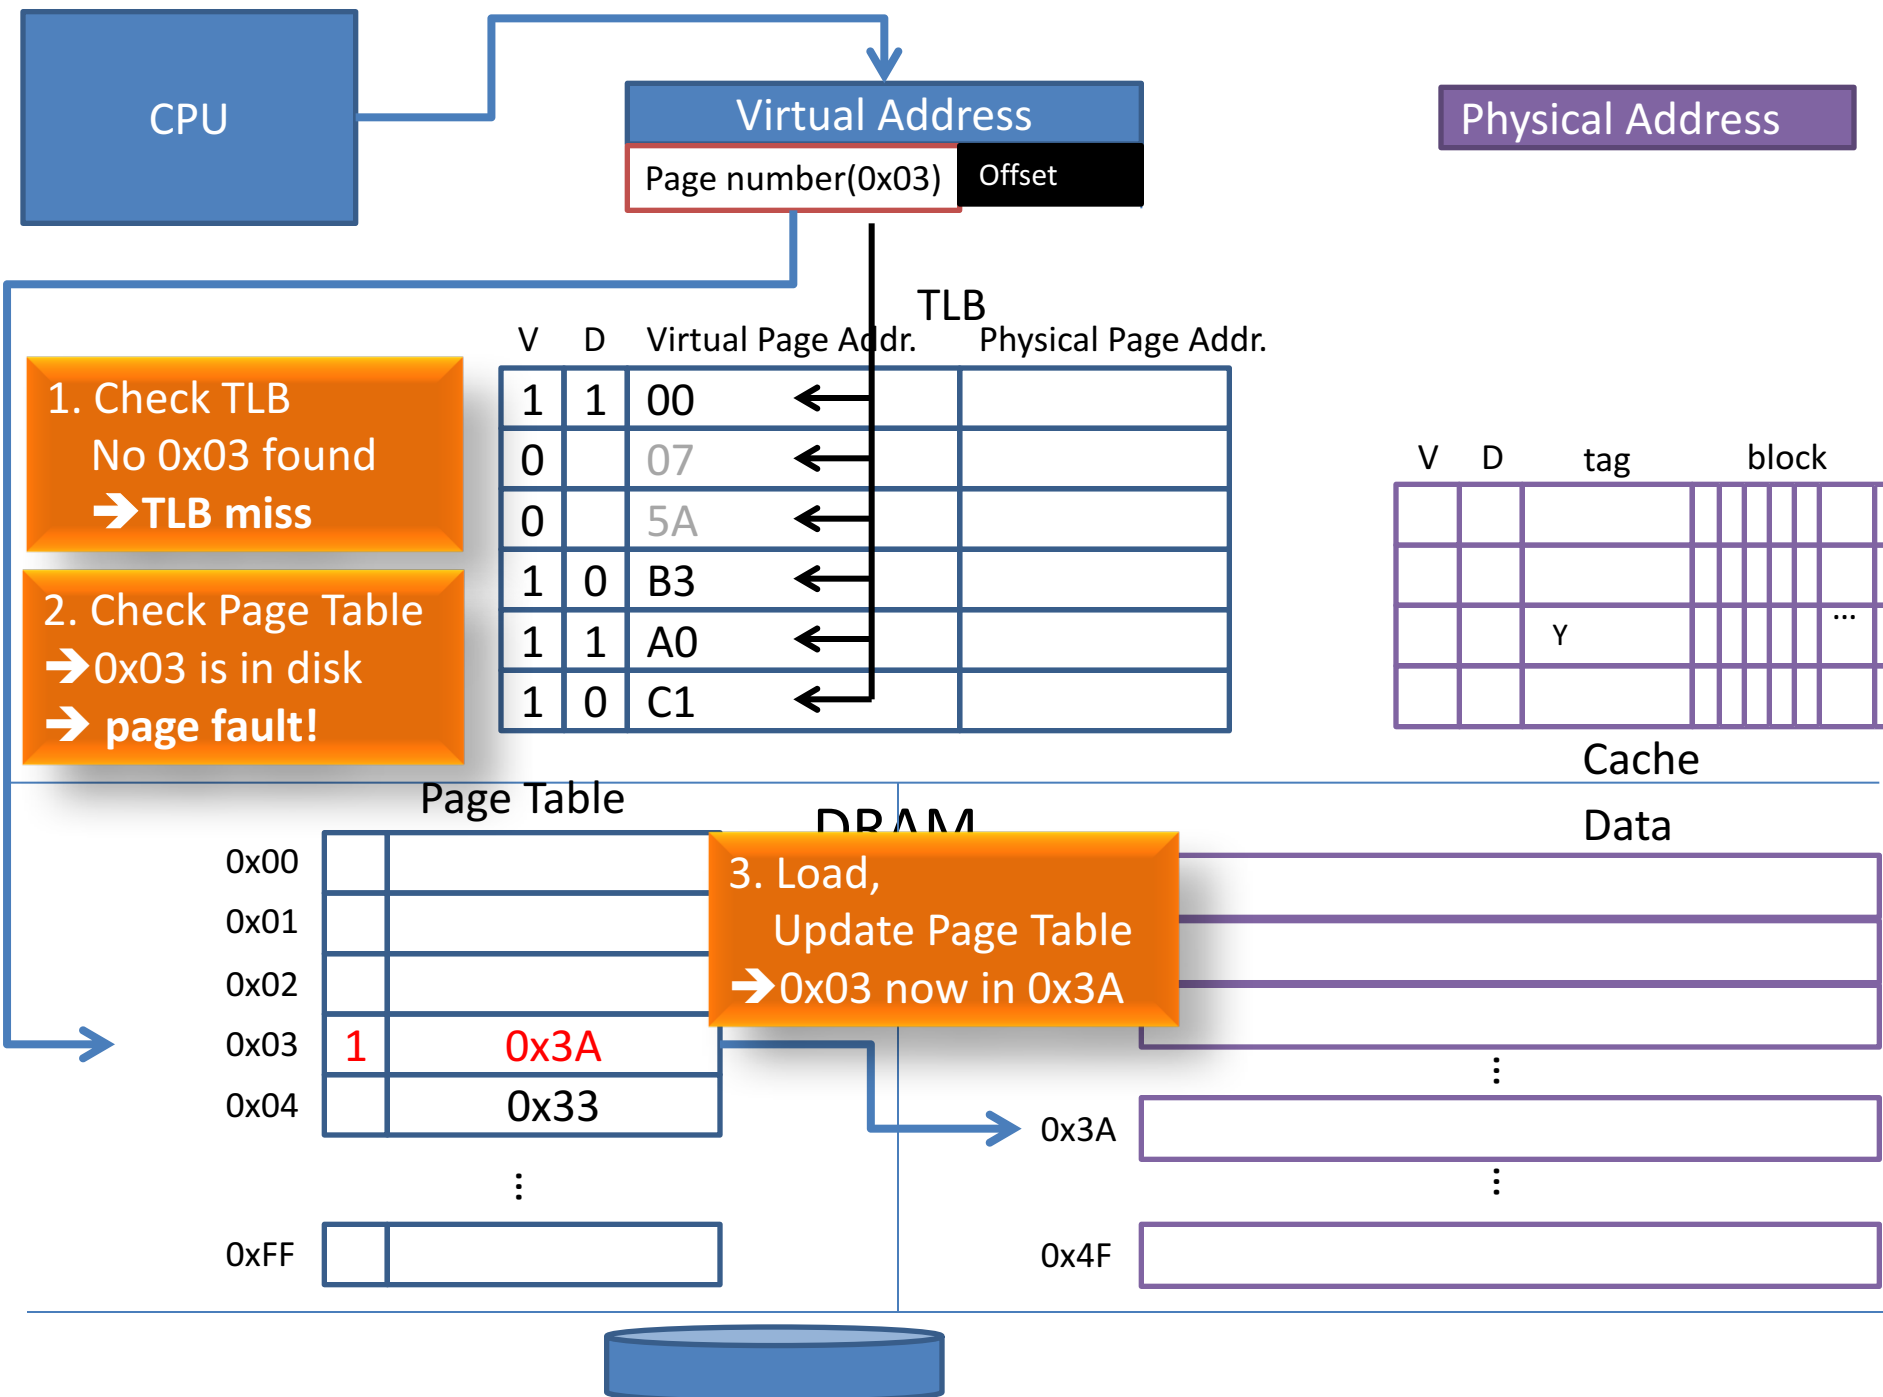 CPU
Virtual Address
Page number(0x03)
Offset
Physical Address
TLB
V D Virtual Page Addr. Physical Page Addr.
1 1 00
0 07
0 5A
1 0 B3
1 1 A0
1 0 C1
1. Check TLB
No 0x03 found
➔TLB miss
2. Check Page Table
➔0x03 is in disk
➔ page fault!
V D tag block
Y ...
Cache
Page Table
DRAM
Data
0x00
0x01
0x02
0x03 1 0x3A
0x04 0x33
...
0xFF
3. Load,
Update Page Table
➔0x03 now in 0x3A
...
0x3A
...
0x4F